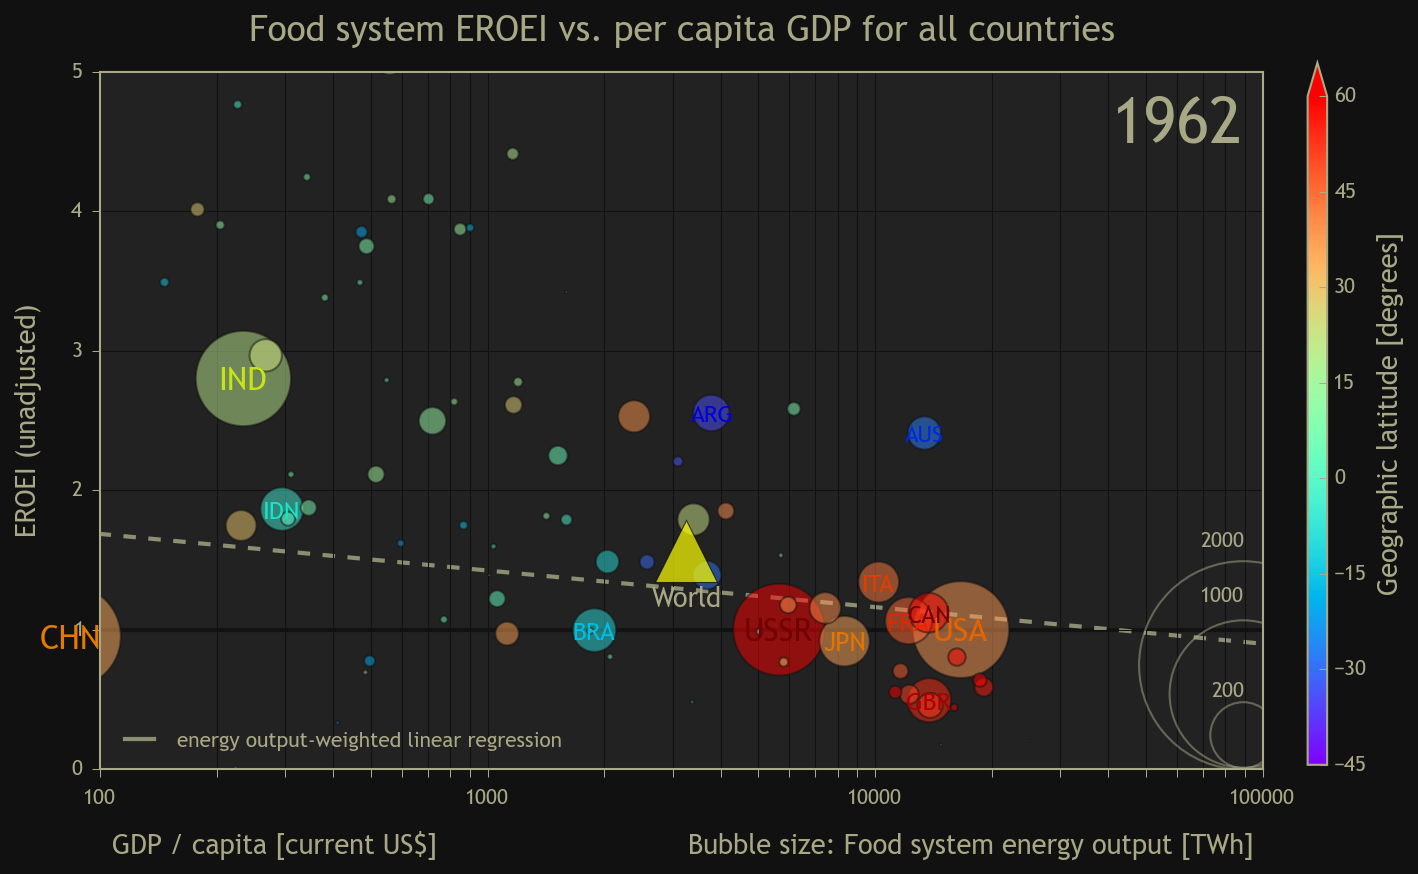 Food system EROEI vs. per capita GDP for all countries
1962
5
4
3
2
1
0
EROEI (unadjusted)
IND
ARG
AUS
IDN
World
CHN
BRA
USSR
JPN
ITA
FRA
CAN
USA
GBR
2000
1000
200
energy output-weighted linear regression
100
1000
10000
100000
GDP / capita [current US$]
Bubble size: Food system energy output [TWh]
60
45
30
15
0
−15
−30
−45
Geographic latitude [degrees]